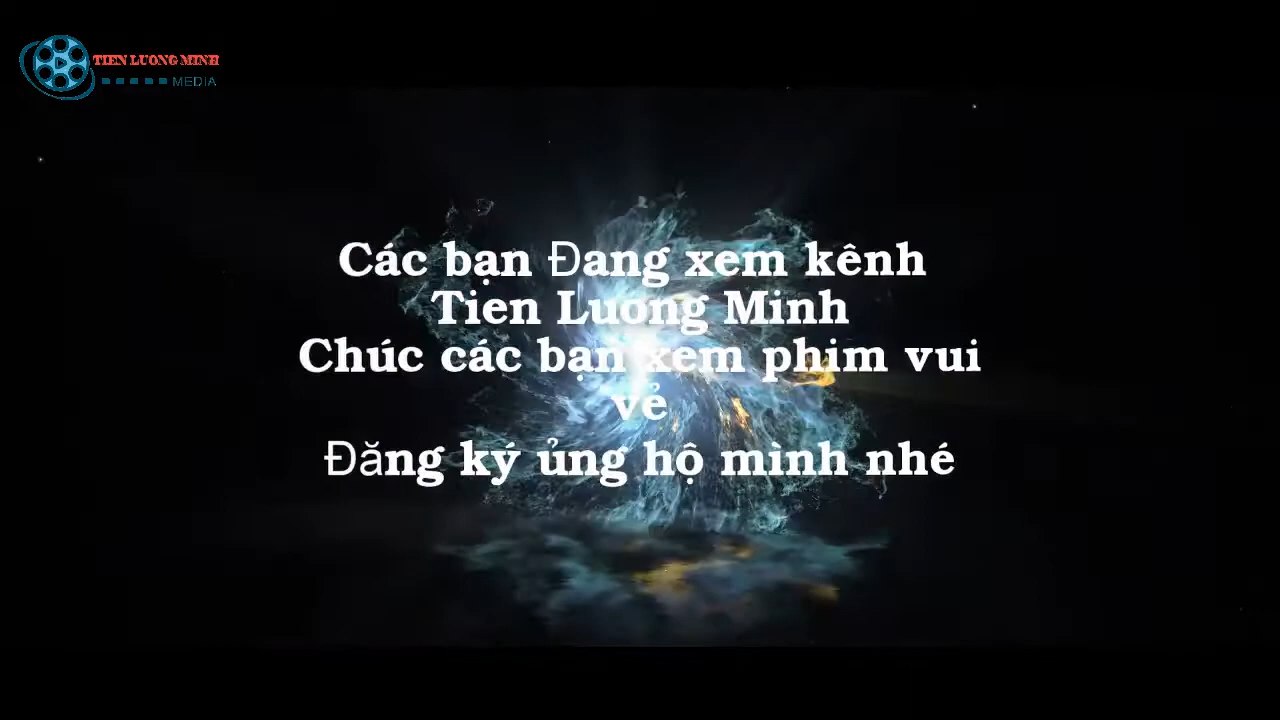 TIEN LUONG MINH
MEDIA
Các bạn Đang xem kênh
Tien Luong Minh
Chúc các bạn xem phim vui
vẻ
Đăng ký ủng hộ mình nhé